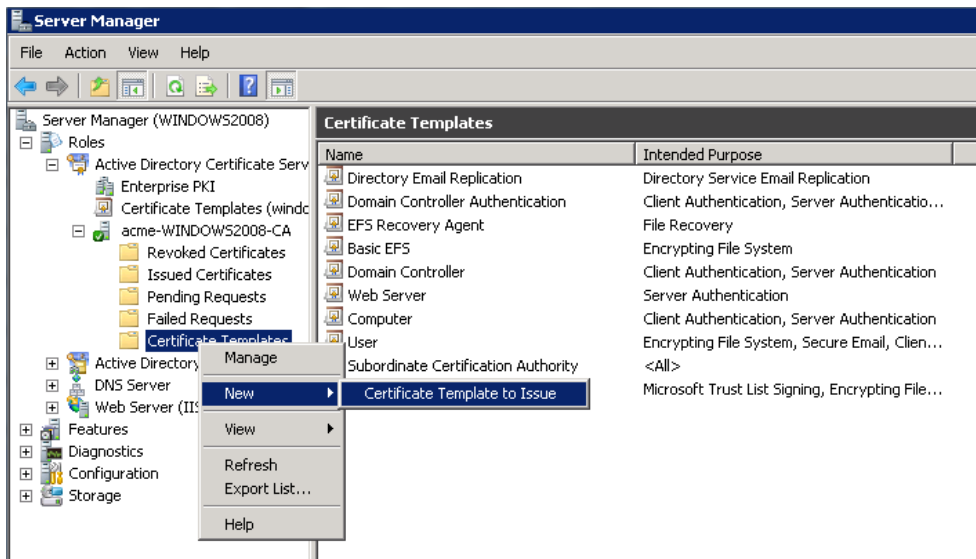 Server Manager
File Action View Help
Server Manager (WINDOWS2008)
Roles
Active Directory Certificate Serv
Enterprise PKI
Certificate Templates (windc
acme-WINDOWS2008-CA
Revoked Certificates
Issued Certificates
Pending Requests
Failed Requests
Certificate Templates
Active Directory
DNS Server
Web Server (IIS
Features
Diagnostics
Configuration
Storage
Manage
New
View
Refresh
Export List...
Help
Certificate Template to Issue
Certificate Templates
Name Intended Purpose
Directory Email Replication Directory Service Email Replication
Domain Controller Authentication Client Authentication, Server Authenticatio...
EFS Recovery Agent File Recovery
Basic EFS Encrypting File System
Domain Controller Client Authentication, Server Authentication
Web Server Server Authentication
Computer Client Authentication, Server Authentication
User Encrypting File System, Secure Email, Clien...
Subordinate Certification Authority <All>
Microsoft Trust List Signing, Encrypting File...